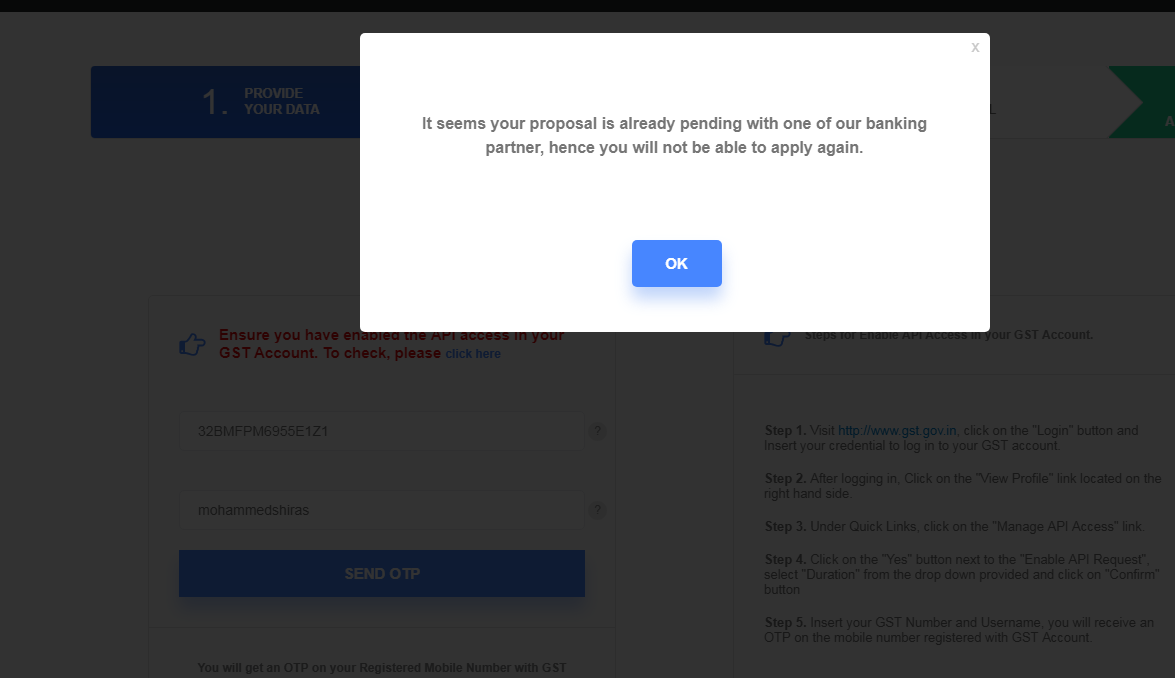 X
1.
PROVIDE
YOUR DATA
It seems your proposal is already pending with one of our banking
partner, hence you will not be able to apply again.
OK
Ensure you have enabled the API access in your
GST Account. To check, please click here
32BMFPM6955E1Z1
?
mohammedshiras
?
SEND OTP
You will get an OTP on your Registered Mobile Number with GST
Steps for Enable API Access in your GST Account.
Step 1. Visit http://www.gst.gov.in, click on the "Login" button and
Insert your credential to log in to your GST account.
Step 2. After logging in, Click on the "View Profile" link located on the
right hand side.
Step 3. Under Quick Links, click on the "Manage API Access" link.
Step 4. Click on the "Yes" button next to the "Enable API Request",
select "Duration" from the drop down provided and click on "Confirm"
button
Step 5. Insert your GST Number and Username, you will receive an
OTP on the mobile number registered with GST Account.